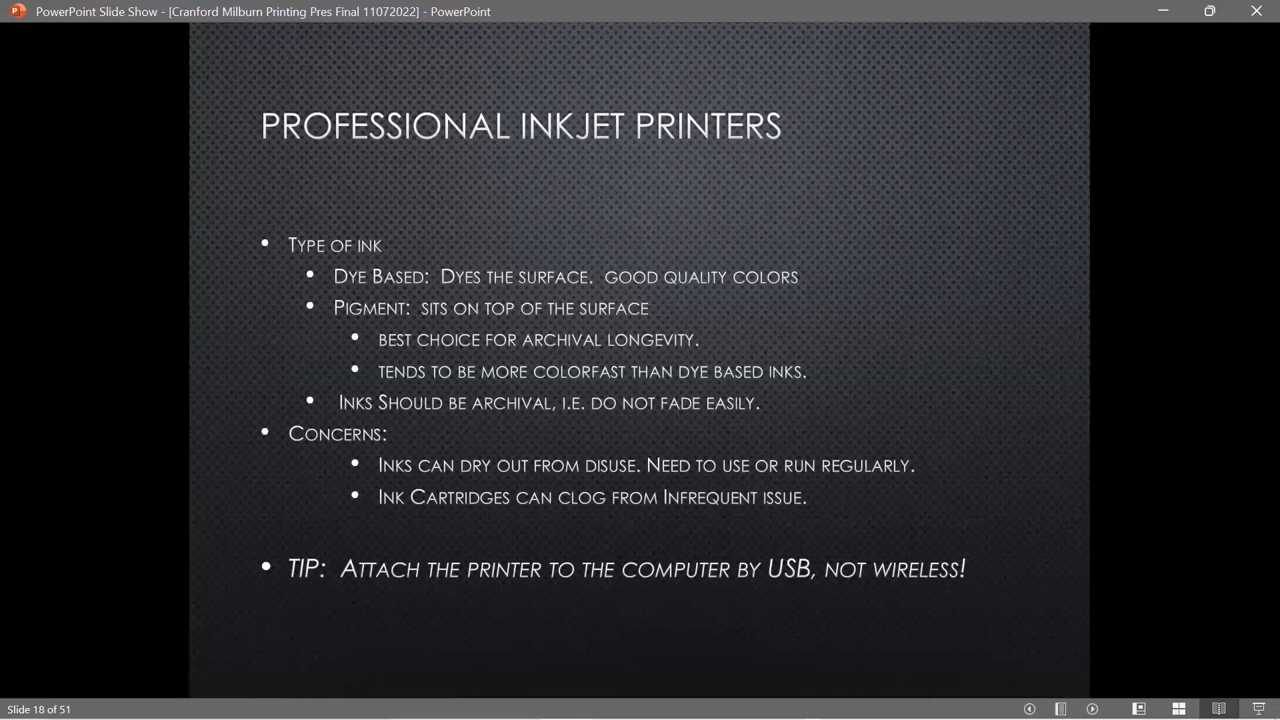 PowerPoint Slide Show - [Cranford Milburn Printing Pres Final 11072022] - PowerPoint
PROFESSIONAL INKJET PRINTERS
• TYPE OF INK
• DYE BASED: DYES THE SURFACE. GOOD QUALITY COLORS
• PIGMENT: SITS ON TOP OF THE SURFACE
• BEST CHOICE FOR ARCHIVAL LONGEVITY.
• TENDS TO BE MORE COLORFAST THAN DYE BASED INKS.
• INKS SHOULD BE ARCHIVAL, I.E. DO NOT FADE EASILY.
• CONCERNS:
• INKS CAN DRY OUT FROM DISUSE. NEED TO USE OR RUN REGULARLY.
• INK CARTRIDGES CAN CLOG FROM INFREQUENT ISSUE.
• TIP: ATTACH THE PRINTER TO THE COMPUTER BY USB, NOT WIRELESS!
Slide 18 of 51